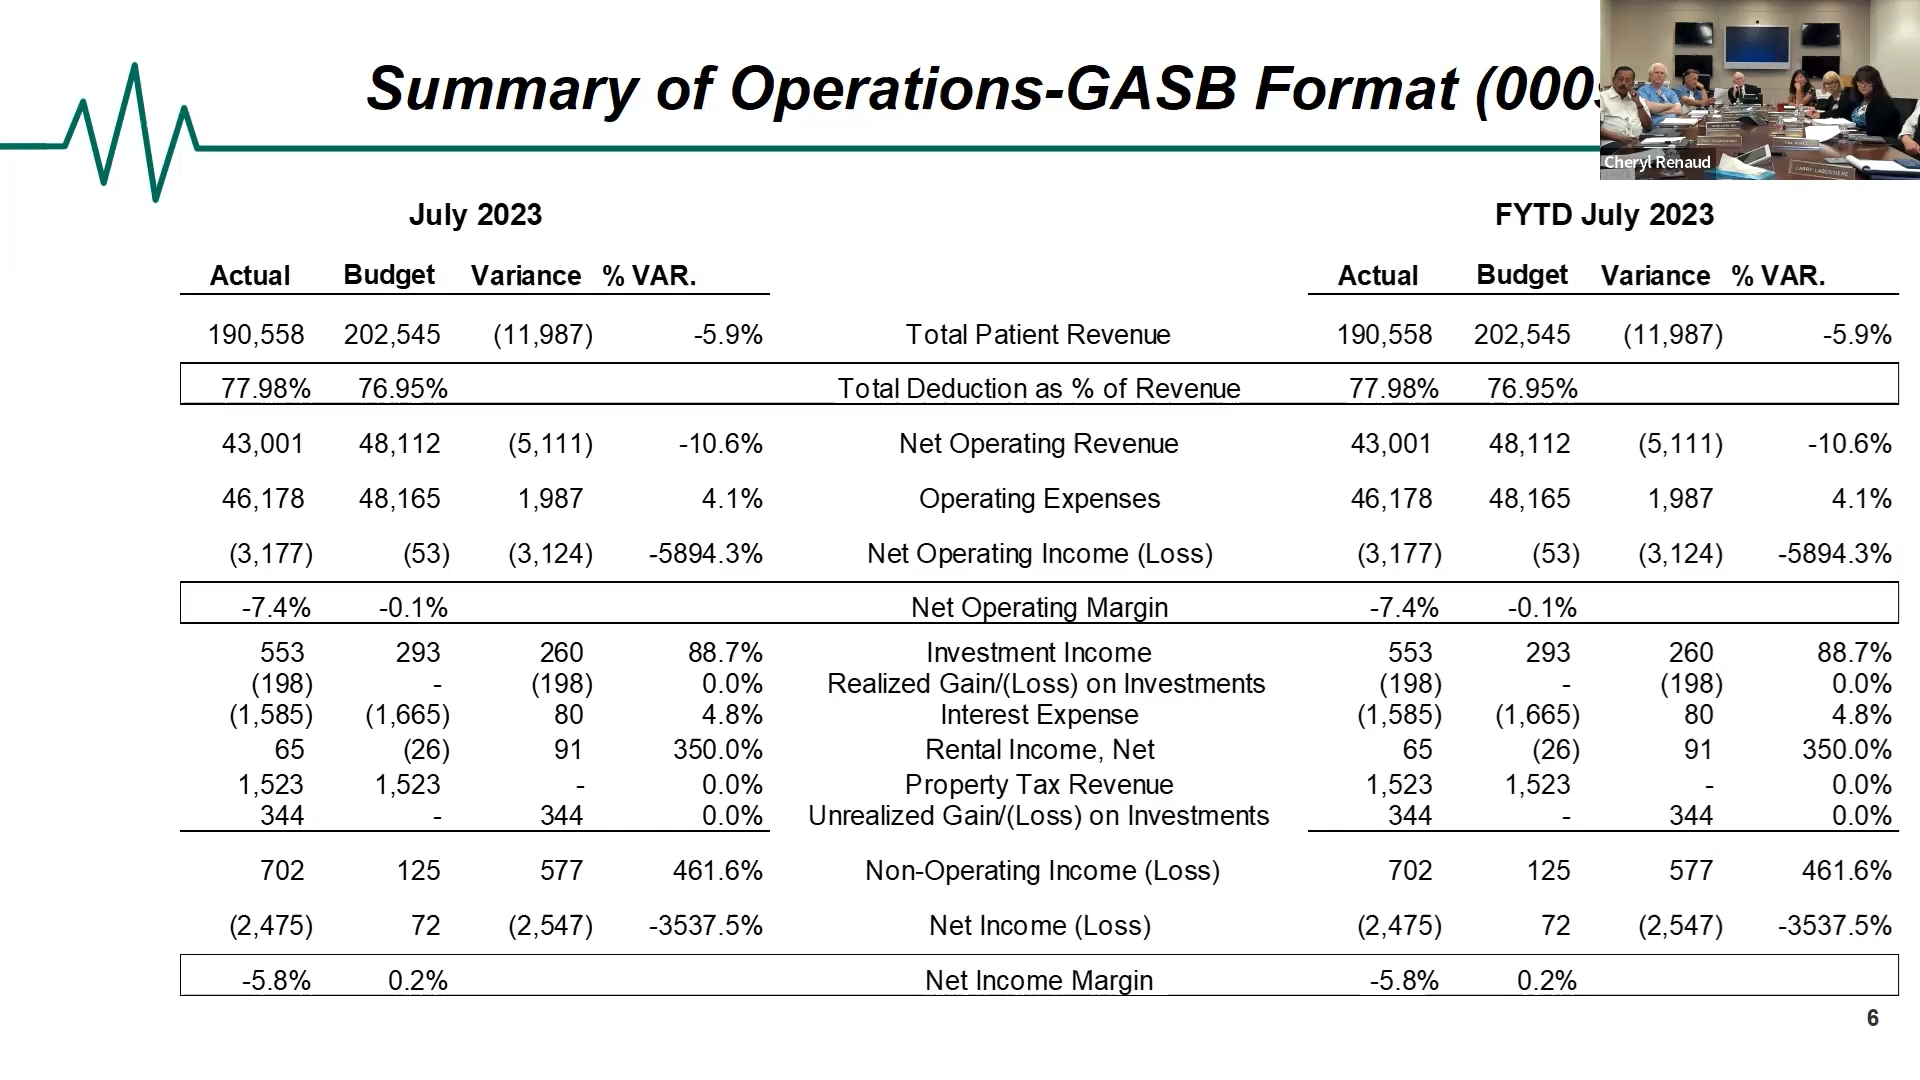 Summary of Operations-GASB Format (000s
Cheryl Renaud
LARRY LABOSSIERE
July 2023 FYTD July 2023
Actual Budget Variance % VAR. Actual Budget Variance % VAR.
190,558 202,545 (11,987) -5.9% Total Patient Revenue 190,558 202,545 (11,987) -5.9%
77.98% 76.95% Total Deduction as % of Revenue 77.98% 76.95%
43,001 48,112 (5,111) -10.6% Net Operating Revenue 43,001 48,112 (5,111) -10.6%
46,178 48,165 1,987 4.1% Operating Expenses 46,178 48,165 1,987 4.1%
(3,177) (53) (3,124) -5894.3% Net Operating Income (Loss) (3,177) (53) (3,124) -5894.3%
-7.4% -0.1% Net Operating Margin -7.4% -0.1%
553 293 260 88.7% Investment Income 553 293 260 88.7%
(198) - (198) 0.0% Realized Gain/(Loss) on Investments (198) - (198) 0.0%
(1,585) (1,665) 80 4.8% Interest Expense (1,585) (1,665) 80 4.8%
65 (26) 91 350.0% Rental Income, Net 65 (26) 91 350.0%
1,523 1,523 - 0.0% Property Tax Revenue 1,523 1,523 - 0.0%
344 - 344 0.0% Unrealized Gain/(Loss) on Investments 344 - 344 0.0%
702 125 577 461.6% Non-Operating Income (Loss) 702 125 577 461.6%
(2,475) 72 (2,547) -3537.5% Net Income (Loss) (2,475) 72 (2,547) -3537.5%
-5.8% 0.2% Net Income Margin -5.8% 0.2%
6